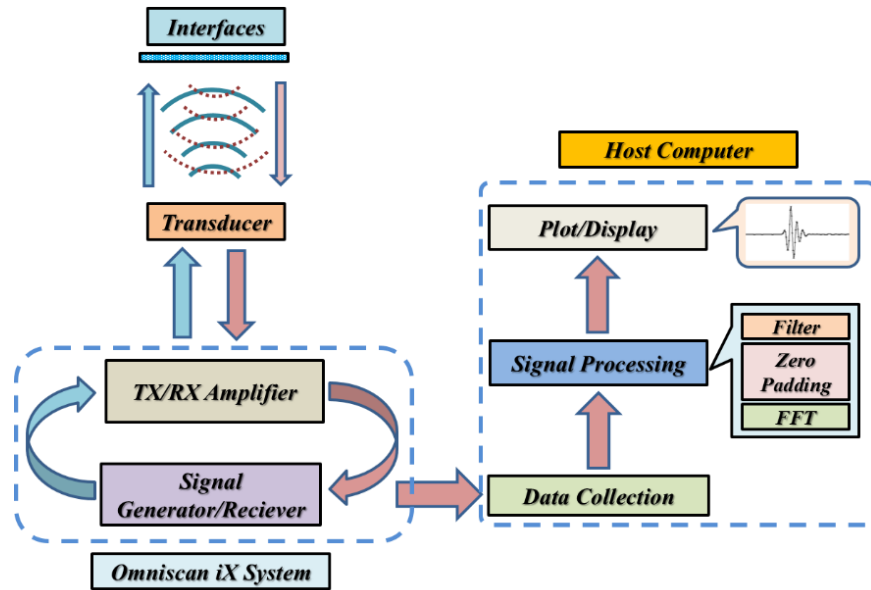 Interfaces
Transducer
TX/RX Amplifier
Signal
Generator/Reciever
Omniscan iX System
Host Computer
Plot/Display
Signal Processing
Filter
Zero
Padding
FFT
Data Collection